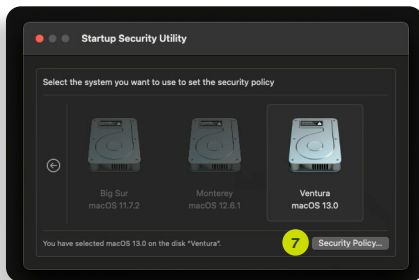 Startup Security Utility
Select the system you want to use to set the security policy
Big Sur
macOS 11.7.2
Monterey
macOS 12.6.1
Ventura
macOS 13.0
You have selected macOS 13.0 on the disk "Ventura".
7
Security Policy...